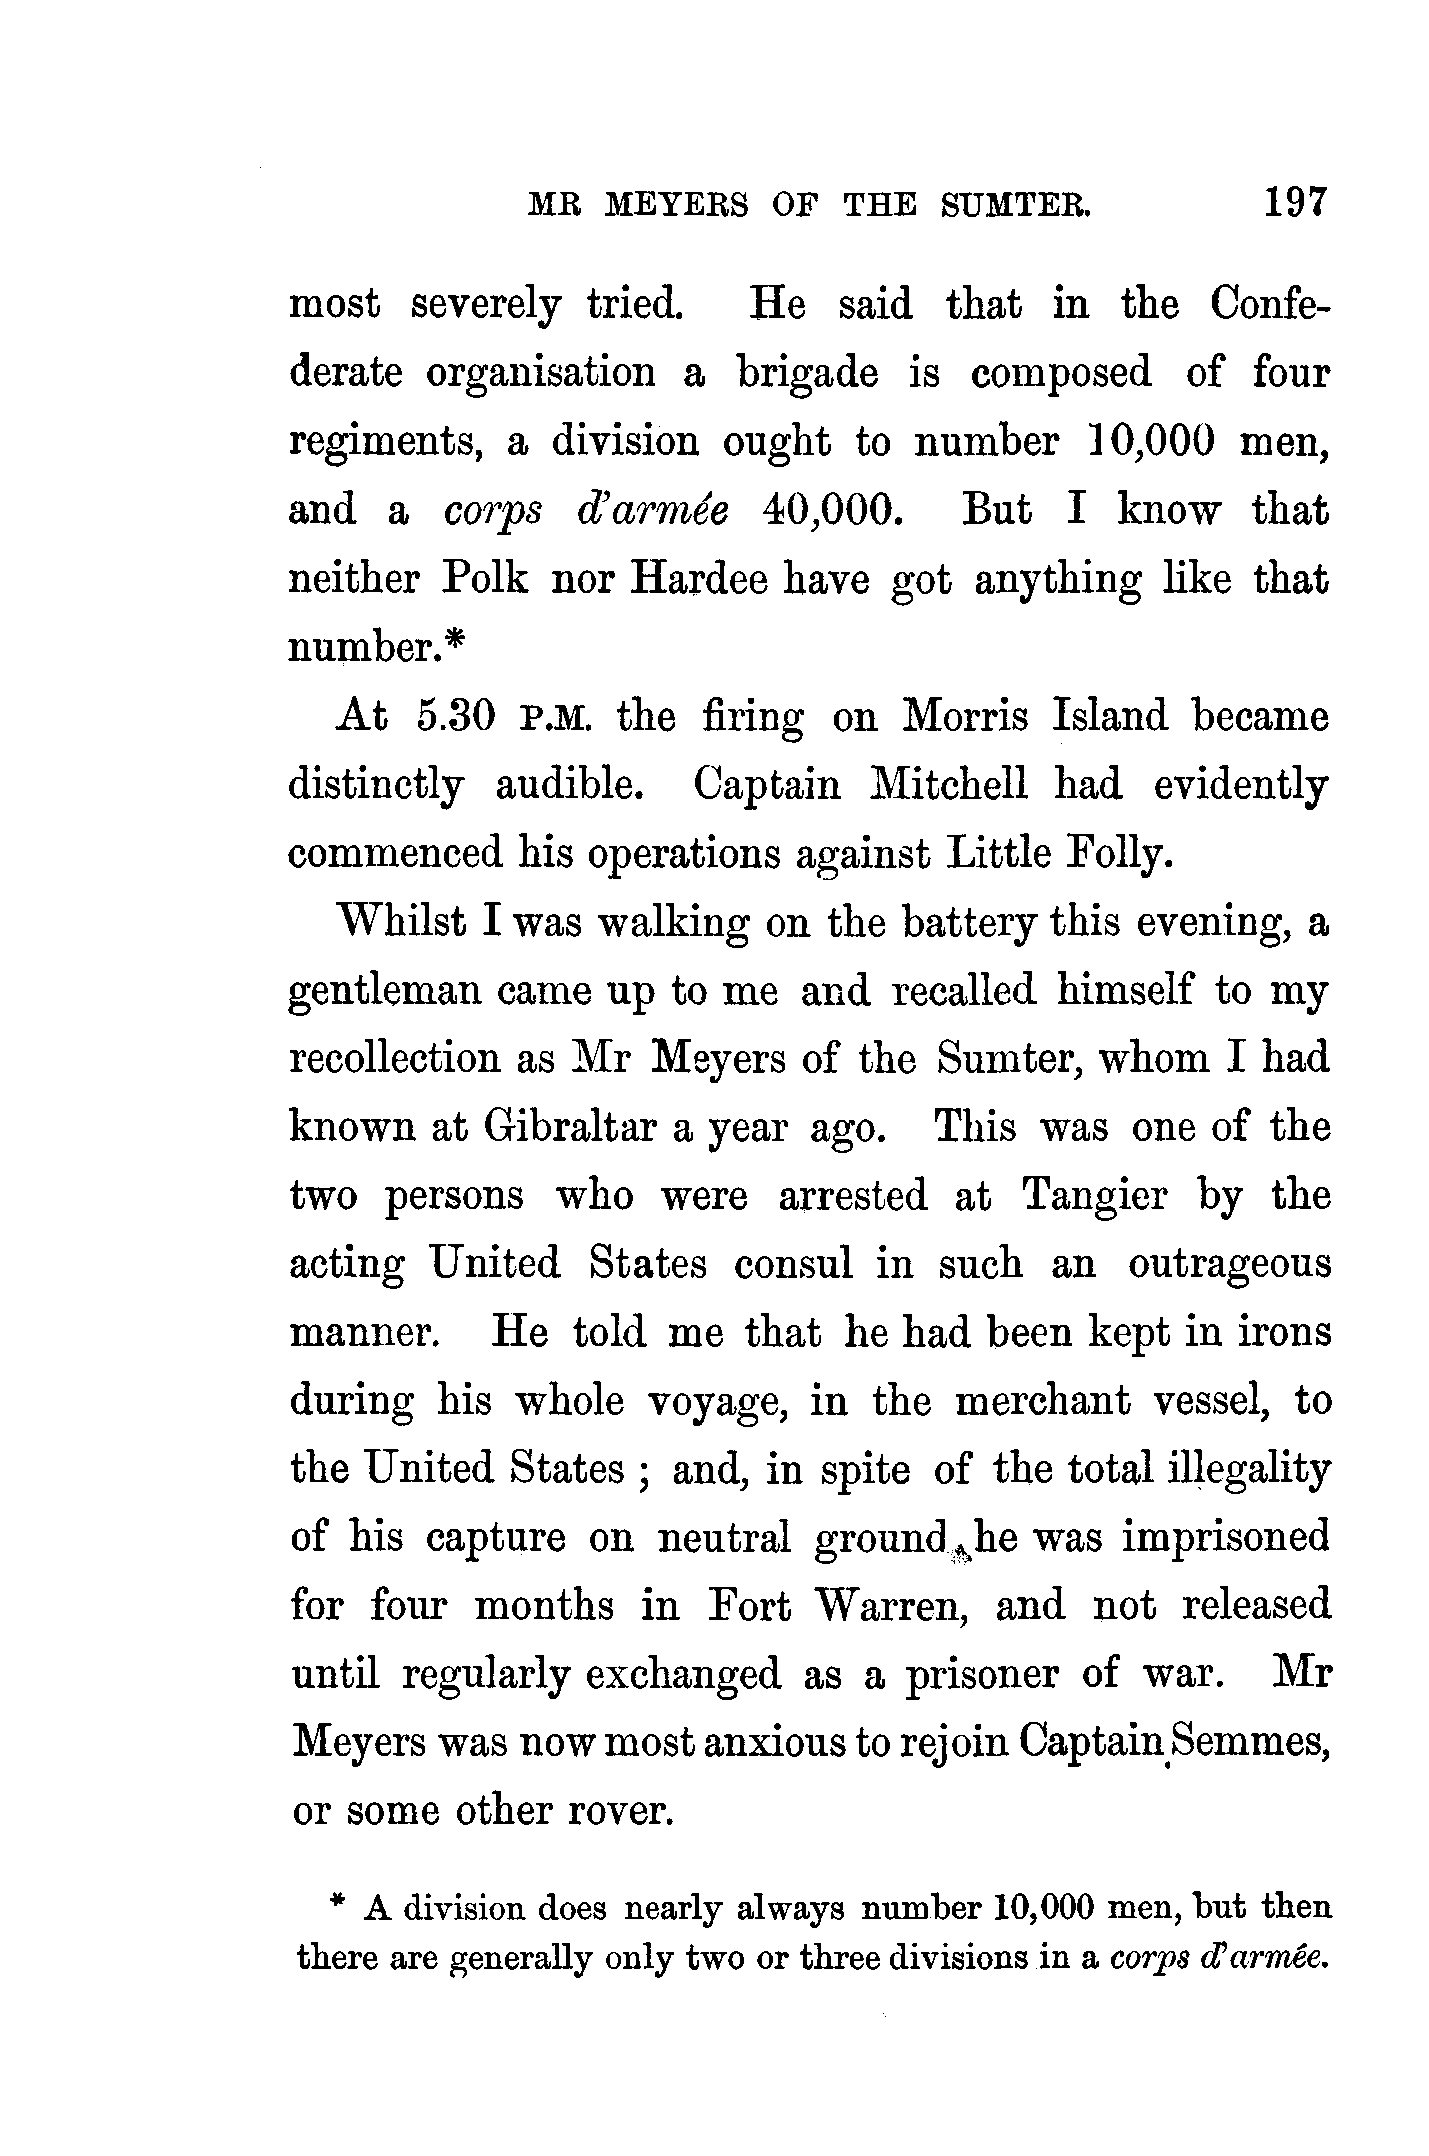 MR MEYERS OF THE SUMTER. 197
most severely tried. He said that in the Confe-
derate organisation a brigade is composed of four
regiments, a division ought to number 10,000 men,
and a corps d'armée 40,000. But I know that
neither Polk nor Hardee have got anything like that
number.*
At 5.30 P.M. the firing on Morris Island became
distinctly audible. Captain Mitchell had evidently
commenced his operations against Little Folly.
Whilst I was walking on the battery this evening, a
gentleman came up to me and recalled himself to my
recollection as Mr Meyers of the Sumter, whom I had
known at Gibraltar a year ago. This was one of the
two persons who were arrested at Tangier by the
acting United States consul in such an outrageous
manner. He told me that he had been kept in irons
during his whole voyage, in the merchant vessel, to
the United States ; and, in spite of the total illegality
of his capture on neutral ground he was imprisoned
for four months in Fort Warren, and not released
until regularly exchanged as a prisoner of war. Mr
Meyers was now most anxious to rejoin Captain Semmes,
or some other rover.
* A division does nearly always number 10,000 men, but then
there are generally only two or three divisions in a corps d'armée.